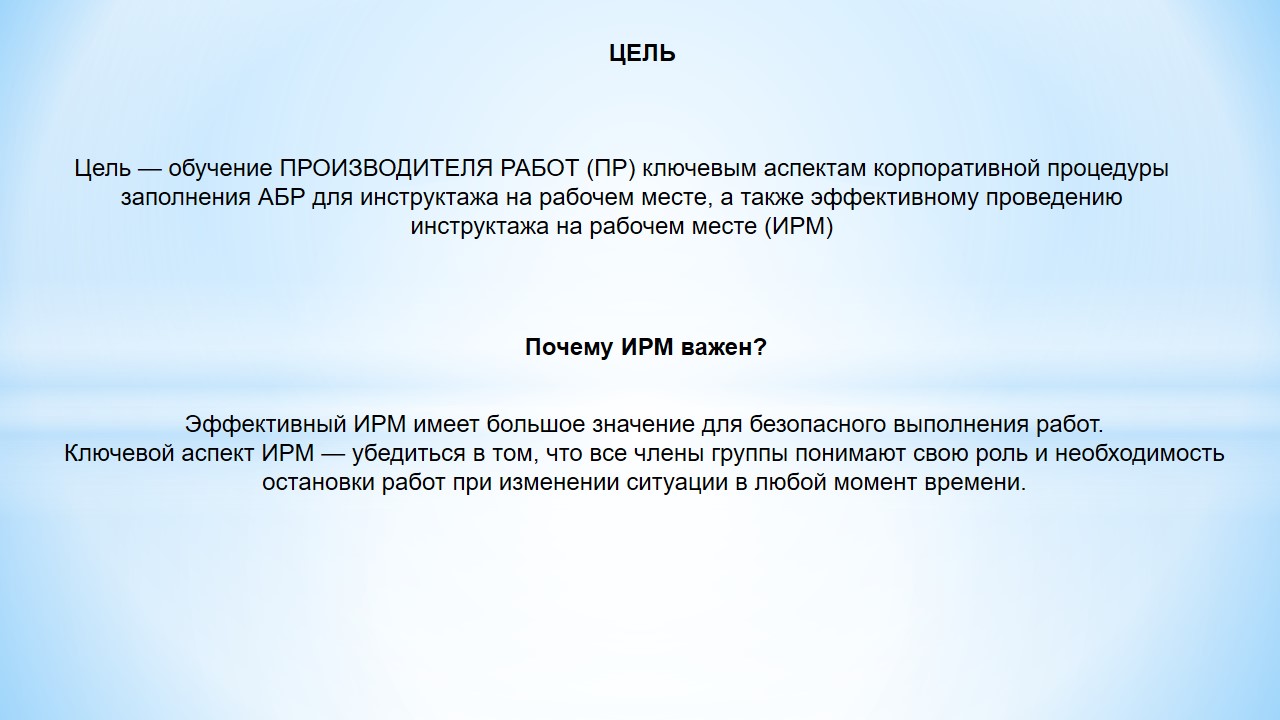 ЦЕЛЬ
Цель — обучение ПРОИЗВОДИТЕЛЯ РАБОТ (ПР) ключевым аспектам корпоративной процедуры
заполнения АБР для инструктажа на рабочем месте, а также эффективному проведению
инструктажа на рабочем месте (ИРМ)
Почему ИРМ важен?
Эффективный ИРМ имеет большое значение для безопасного выполнения работ.
Ключевой аспект ИРМ — убедиться в том, что все члены группы понимают свою роль и необходимость
остановки работ при изменении ситуации в любой момент времени.